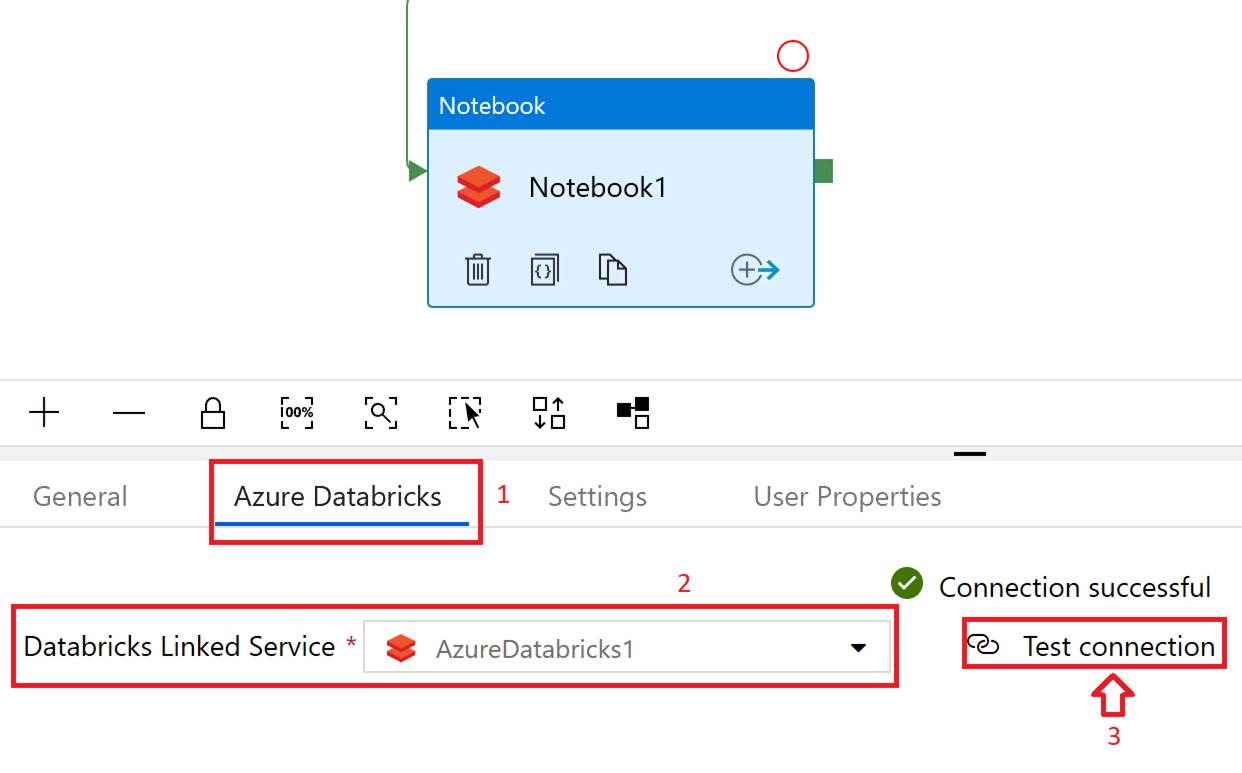 Notebook
Notebook1
100%
General
Azure Databricks
1
Settings
User Properties
2
Connection successful
Databricks Linked Service *
AzureDatabricks1
Test connection
3